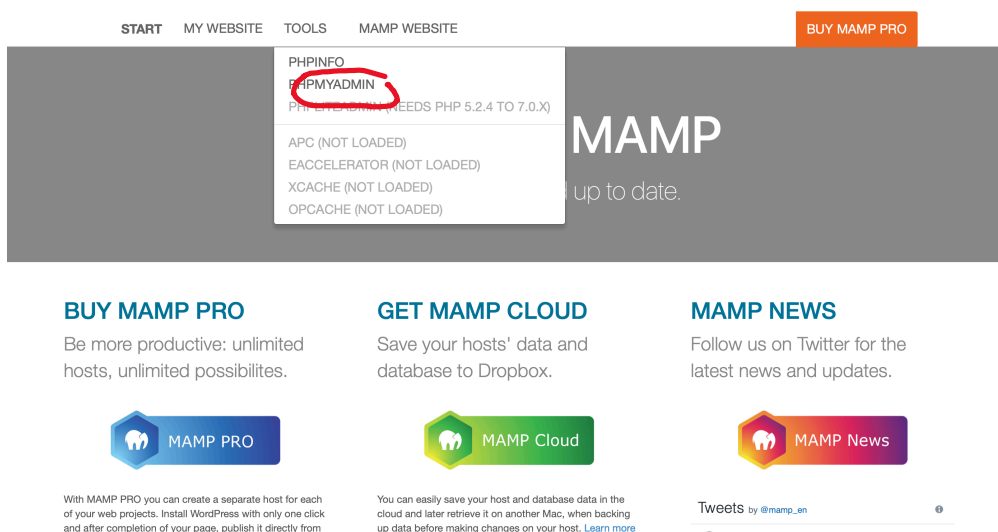 START MY WEBSITE TOOLS MAMP WEBSITE BUY MAMP PRO
PHPINFO
PHPMYADMIN
PHPLITEADMIN (NEEDS PHP 5.2.4 TO 7.0.X)
APC (NOT LOADED)
EACCELERATOR (NOT LOADED)
XCACHE (NOT LOADED)
OPCACHE (NOT LOADED)
MAMP
up to date.
BUY MAMP PRO
Be more productive: unlimited
hosts, unlimited possibilites.
MAMP PRO
With MAMP PRO you can create a separate host for each
of your web projects. Install WordPress with only one click
and after completion of your page, publish it directly from
GET MAMP CLOUD
Save your hosts' data and
database to Dropbox.
MAMP Cloud
You can easily save your host and database data in the
cloud and later retrieve it on another Mac, when backing
up data before making changes on your host. Learn more
MAMP NEWS
Follow us on Twitter for the
latest news and updates.
MAMP News
Tweets by @mamp_en